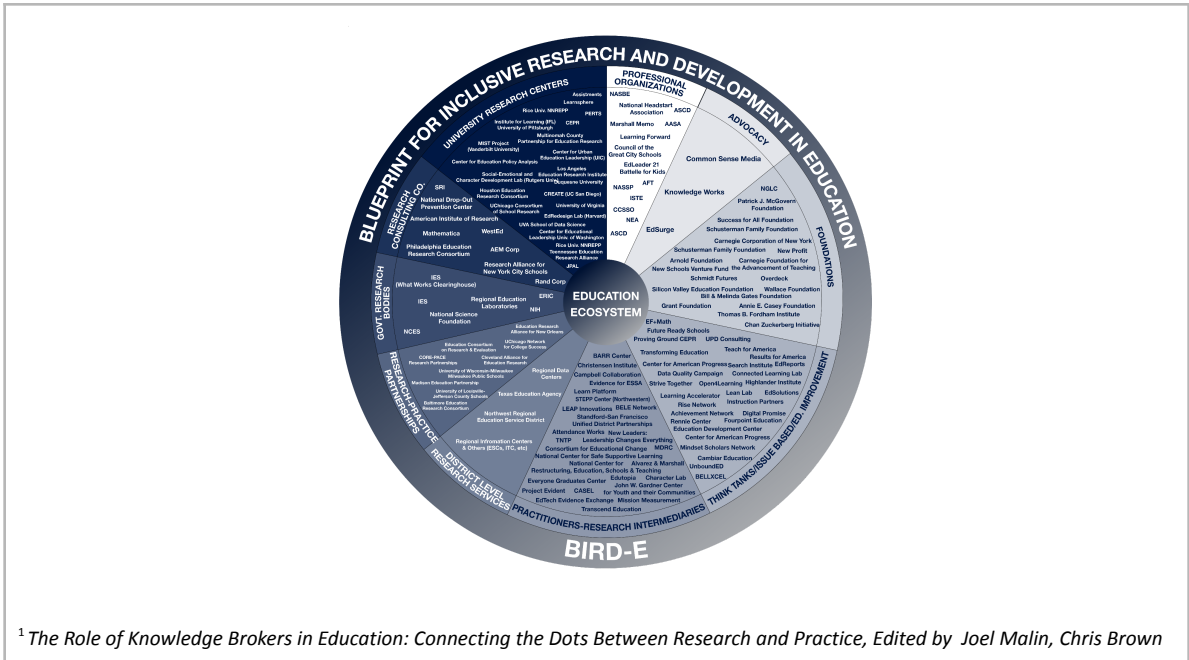 BLUEPRINT FOR INCLUSIVE RESEARCH AND DEVELOPMENT IN EDUCATION
BIRD-E
EDUCATION
ECOSYSTEM
PROFESSIONAL
ORGANIZATIONS
NASBE
National Headstart
Association
ASCD
Marshall Memo
AASA
Learning Forward
Council of the
Great City Schools
EdLeader 21
Battelle for Kids
NASSP
AFT
ISTE
CCSSO
NEA
ASCD
ADVOCACY
Common Sense Media
Knowledge Works
EdSurge
FOUNDATIONS
NGLC
Patrick J. McGovern
Foundation
Success for All Foundation
Schusterman Family Foundation
Carnegie Corporation of New York
Schusterman Family Foundation
New Profit
Arnold Foundation
Carnegie Foundation for
the Advancement of Teaching
New Schools Venture Fund
Schmidt Futures
Overdeck
Silicon Valley Education Foundation
Wallace Foundation
Bill & Melinda Gates Foundation
Grant Foundation
Annie E. Casey Foundation
Thomas B. Fordham Institute
Chan Zuckerberg Initiative
THINK TANKS/ISSUE BASED/ED. IMPROVEMENT
EF+Math
Future Ready Schools
Proving Ground CEPR
UPD Consulting
Transforming Education
Teach for America
Results for America
Center for American Progress
Search Institute
EdReports
Data Quality Campaign
Connected Learning Lab
Strive Together
Open4Learning
Highlander Institute
Learning Accelerator
Lean Lab
EdSolutions
Rise Network
Instruction Partners
Achievement Network
Digital Promise
Rennie Center
Fourpoint Education
Education Development Center
Center for American Progress
Mindset Scholars Network
Cambiar Education
UnboundED
BELLXCEL
PRACTITIONERS-RESEARCH INTERMEDIARIES
BARR Center
Christensen Institute
Campbell Collaboration
Evidence for ESSA
Learn Platform
STEPP Center (Northwestern)
LEAP Innovations
BELE Network
Standford-San Francisco
Unified District Partnerships
Attendance Works
New Leaders:
TNTP
Leadership Changes Everything
Consortium for Educational Change
MDRC
National Center for Safe Supportive Learning
National Center for
Alvarez & Marshall
Restructuring, Education, Schools & Teaching
Everyone Graduates Center
Edutopia
Character Lab
John W. Gardner Center
for Youth and their Communities
Project Evident
CASEL
EdTech Evidence Exchange
Mission Measurement
Transcend Education
DISTRICT LEVEL
RESEARCH SERVICES
Regional Data
Centers
Texas Education Agency
Northwest Regional
Education Service District
Regional Infromation Centers
& Others (ESCs, ITC, etc)
RESEARCH-PRACTICE
PARTNERSHIPS
Education Research
Alliance for New Orleans
UChicago Network
for College Success
Education Consortium
on Research & Evaluation
CORE-PACE
Research Partnerships
Cleveland Alliance for
Education Research
University of Wisconsin-Milwaukee
Milwaukee Public Schools
Madison Education Partnership
University of Louisville-
Jefferson County Schools
Baltimore Education
Research Consortium
GOVT. RESEARCH
BODIES
IES
(What Works Clearinghouse)
ERIC
IES
Regional Education
Laboratories
NIH
National Science
Foundation
NCES
RESEARCH
CONSULTING CO.
SRI
National Drop-Out
Prevention Center
American Institute of Research
Mathematica
WestEd
Philadelphia Education
Research Consortium
AEM Corp
Research Alliance for
New York City Schools
Rand Corp
UNIVERSITY RESEARCH CENTERS
Assistments
Learnsphere
Rice Univ. NNREPP
PERTS
Institute for Learning (IFL)
University of Pittsburgh
CEPR
Multinomah County
Partnership for Education Research
MIST Project
(Vanderbilt University)
Center for Urban
Education Leadership (UIC)
Center for Education Policy Analysis
Los Angeles
Education Research Institute
Social-Emotional and
Character Development Lab (Rutgers Univ)
Duquesne University
Houston Education
Research Consortium
CREATE (UC San Diego)
UChicago Consortium
of School Research
University of Virginia
EdRedesign Lab (Harvard)
UVA School of Data Science
Center for Educational
Leadership Univ. of Washington
Rice Univ. NNREPP
Teennessee Education
Research Alliance
JPAL
1 The Role of Knowledge Brokers in Education: Connecting the Dots Between Research and Practice, Edited by Joel Malin, Chris Brown